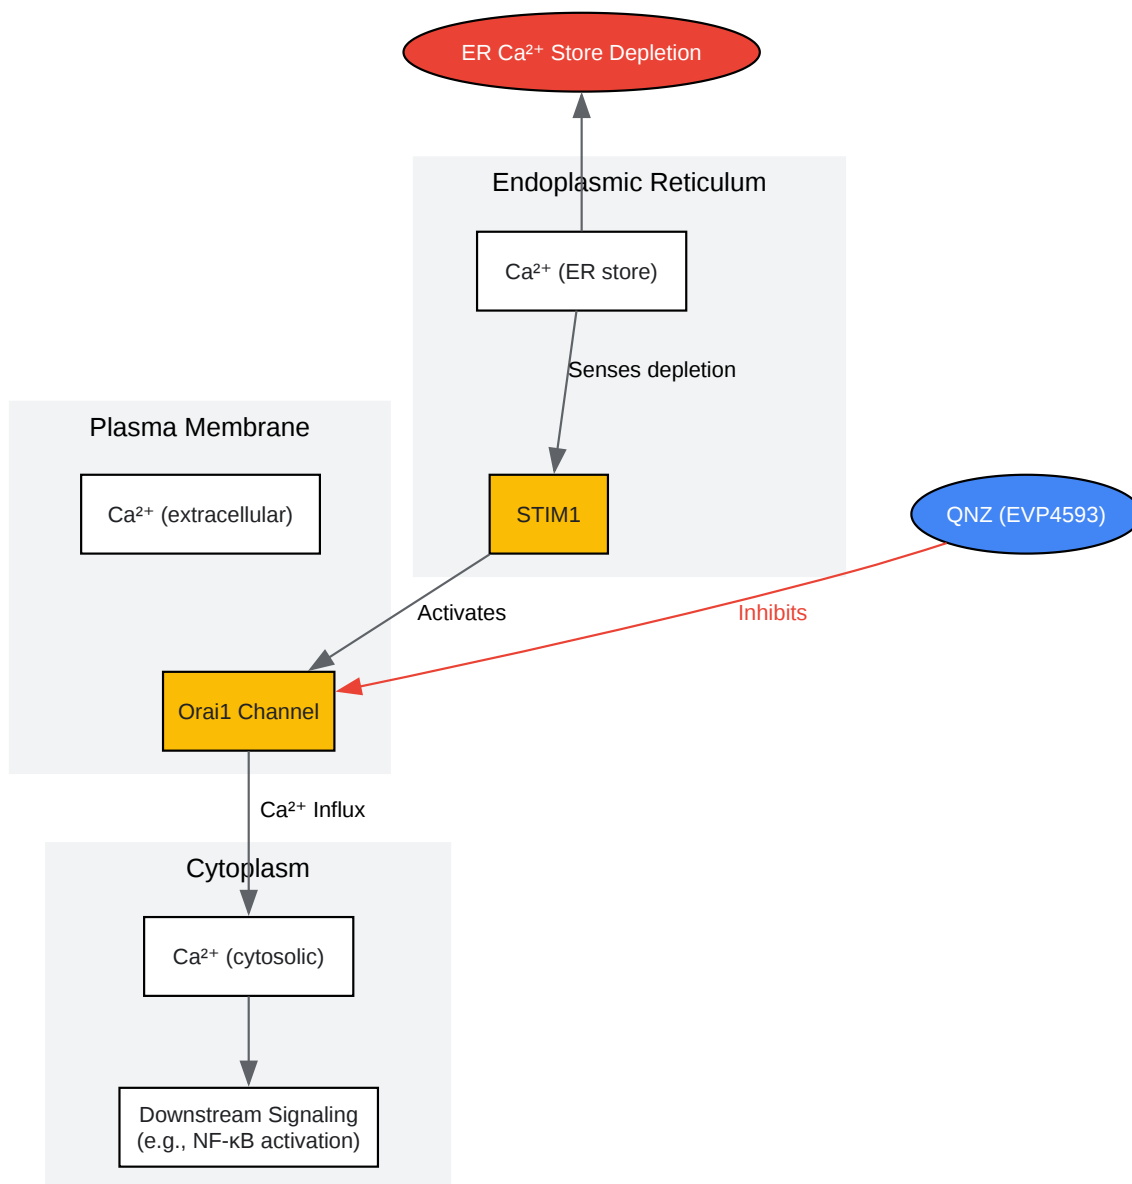 ER Ca²⁺ Store Depletion
Endoplasmic Reticulum
Ca²⁺ (ER store)
Senses depletion
Plasma Membrane
Ca²⁺ (extracellular)
STIM1
QNZ (EVP4593)
Activates
Inhibits
Orai1 Channel
Ca²⁺ Influx
Cytoplasm
Ca²⁺ (cytosolic)
Downstream Signaling
(e.g., NF-κB activation)